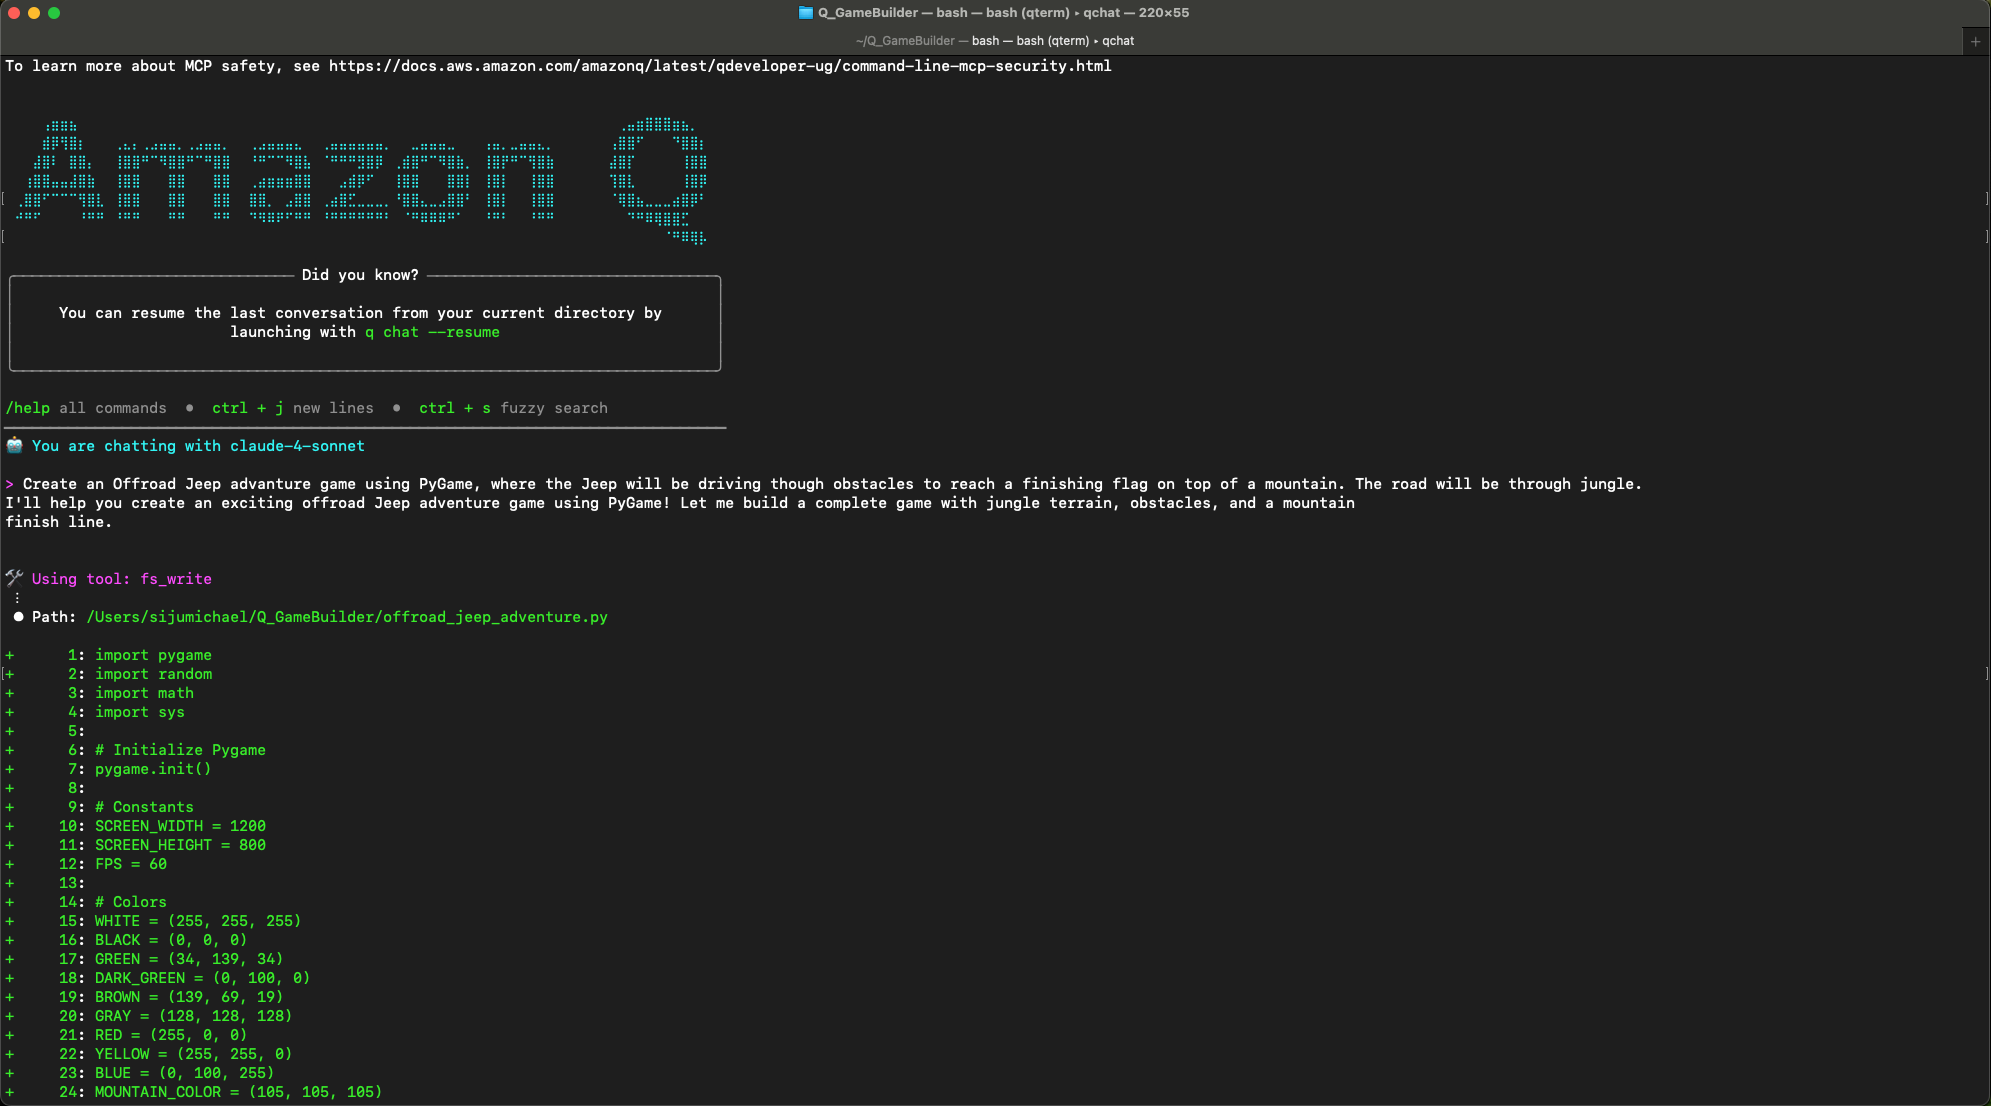 Q_GameBuilder — bash — bash (qterm) ▸ qchat — 220×55
~/Q_GameBuilder — bash — bash (qterm) ▸ qchat
To learn more about MCP safety, see https://docs.aws.amazon.com/amazonq/latest/qdeveloper-ug/command-line-mcp-security.html
Amazon Q
Did you know?
You can resume the last conversation from your current directory by
launching with q chat --resume
/help all commands • ctrl + j new lines • ctrl + s fuzzy search
You are chatting with claude-4-sonnet
> Create an Offroad Jeep advanture game using PyGame, where the Jeep will be driving though obstacles to reach a finishing flag on top of a mountain. The road will be through jungle.
I'll help you create an exciting offroad Jeep adventure game using PyGame! Let me build a complete game with jungle terrain, obstacles, and a mountain
finish line.
Using tool: fs_write
⋮
● Path: /Users/sijumichael/Q_GameBuilder/offroad_jeep_adventure.py
+ 1: import pygame
+ 2: import random
+ 3: import math
+ 4: import sys
+ 5:
+ 6: # Initialize Pygame
+ 7: pygame.init()
+ 8:
+ 9: # Constants
+ 10: SCREEN_WIDTH = 1200
+ 11: SCREEN_HEIGHT = 800
+ 12: FPS = 60
+ 13:
+ 14: # Colors
+ 15: WHITE = (255, 255, 255)
+ 16: BLACK = (0, 0, 0)
+ 17: GREEN = (34, 139, 34)
+ 18: DARK_GREEN = (0, 100, 0)
+ 19: BROWN = (139, 69, 19)
+ 20: GRAY = (128, 128, 128)
+ 21: RED = (255, 0, 0)
+ 22: YELLOW = (255, 255, 0)
+ 23: BLUE = (0, 100, 255)
+ 24: MOUNTAIN_COLOR = (105, 105, 105)